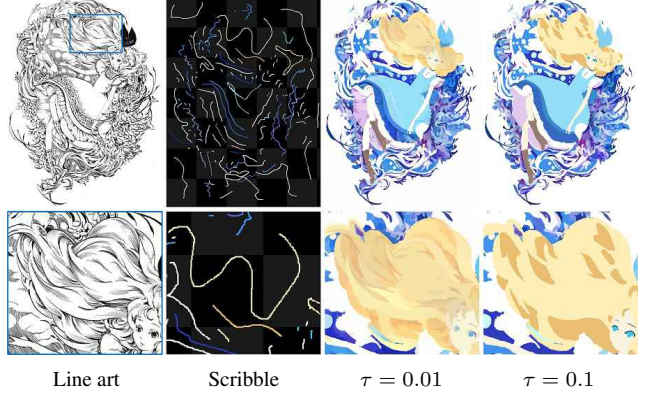 Line art Scribble τ = 0.01 τ = 0.1